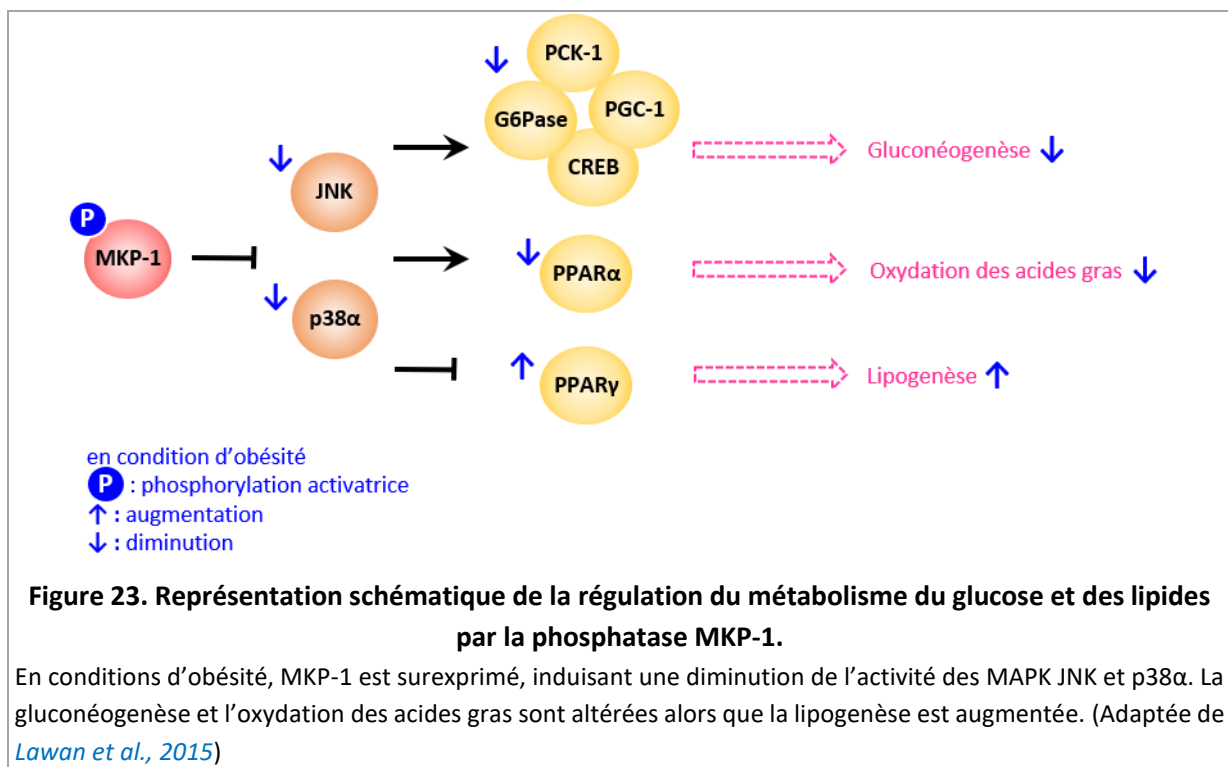 PCK-1
G6Pase
PGC-1
CREB
Gluconéogenèse ↓
JNK
P
MKP-1
PPARα
Oxydation des acides gras ↓
p38α
PPARγ
Lipogenèse ↑
en condition d’obésité
P : phosphorylation activatrice
↑ : augmentation
↓ : diminution
Figure 23. Représentation schématique de la régulation du métabolisme du glucose et des lipides
par la phosphatase MKP-1.
En conditions d’obésité, MKP-1 est surexprimé, induisant une diminution de l’activité des MAPK JNK et p38α. La
gluconéogenèse et l’oxydation des acides gras sont altérées alors que la lipogenèse est augmentée. (Adaptée de
Lawan et al., 2015)